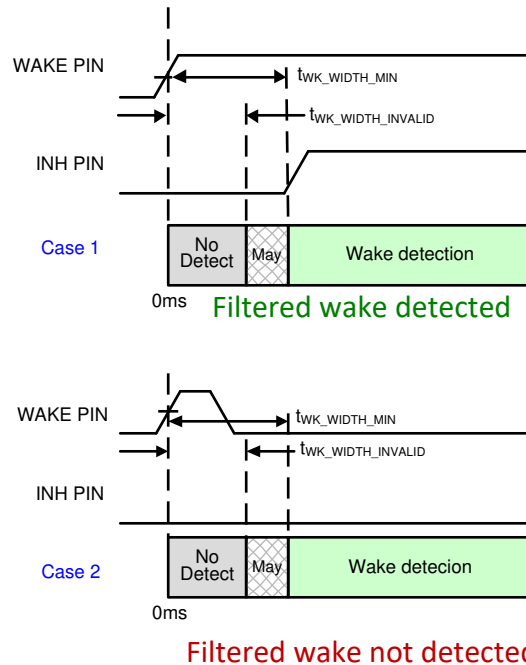 WAKE PIN
tWK_WIDTH_MIN
tWK_WIDTH_INVALID
INH PIN
Case 1
No
Detect
May
Wake detection
0ms
Filtered wake detected
WAKE PIN
tWK_WIDTH_MIN
tWK_WIDTH_INVALID
INH PIN
Case 2
No
Detect
May
Wake detecion
0ms
Filtered wake not detected